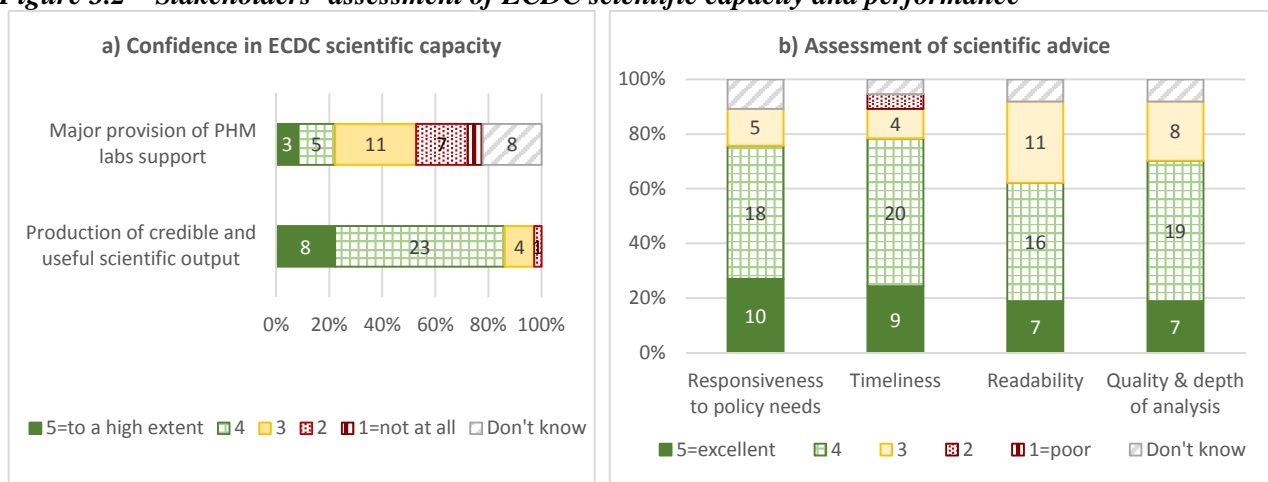 Figure 3.2 Stakeholders' assessment of ECDC scientific capacity and performance
a) Confidence in ECDC scientific capacity
Major provision of PHM
labs support
3 5 11 7 8
Production of credible and
useful scientific output
8 23 4 1
0% 20% 40% 60% 80% 100%
5=to a high extent 4 3 2 1=not at all Don't know
b) Assessment of scientific advice
100%
80%
60%
40%
20%
0%
5 4 11 8
18 20 16 19
10 9 7 7
Responsiveness
to policy needs
Timeliness
Readability
Quality & depth
of analysis
5=excellent 4 3 2 1=poor Don't know